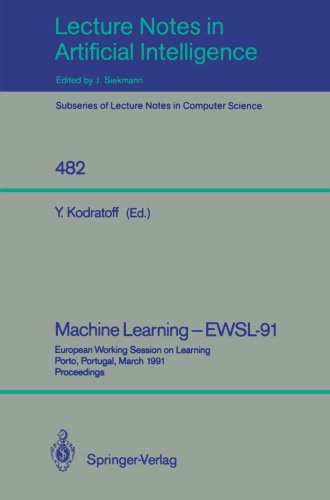 Lecture Notes in
Artificial Intelligence
Edited by J. Siekmann
Subseries of Lecture Notes in Computer Science
482
Y. Kodratoff (Ed.)
Machine Learning – EWSL-91
European Working Session on Learning
Porto, Portugal, March 1991
Proceedings
Springer-Verlag